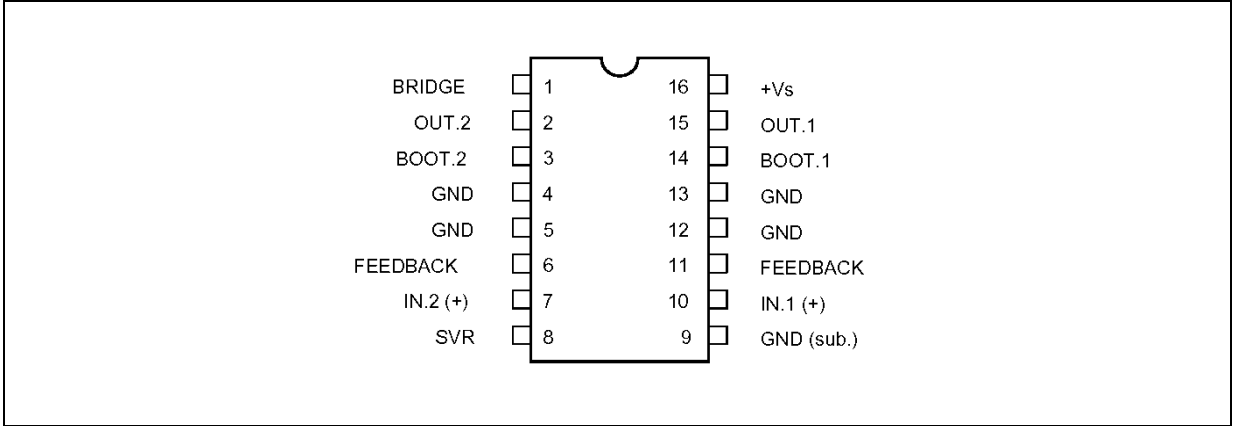 BRIDGE 1 16 +Vs
OUT.2 2 15 OUT.1
BOOT.2 3 14 BOOT.1
GND 4 13 GND
GND 5 12 GND
FEEDBACK 6 11 FEEDBACK
IN.2 (+) 7 10 IN.1 (+)
SVR 8 9 GND (sub.)